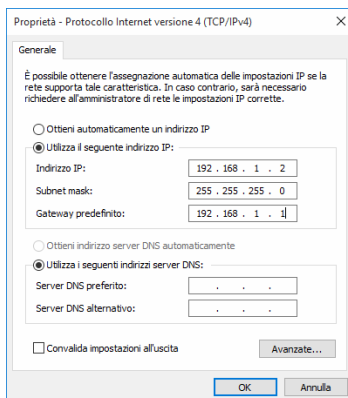 Proprietà - Protocollo Internet versione 4 (TCP/IPv4)
Generale
È possibile ottenere l'assegnazione automatica delle impostazioni IP se la
rete supporta tale caratteristica. In caso contrario, sarà necessario
richiedere all'amministratore di rete le impostazioni IP corrette.
Ottieni automaticamente un indirizzo IP
Utilizza il seguente indirizzo IP:
Indirizzo IP: 192 . 168 . 1 . 2
Subnet mask: 255 . 255 . 255 . 0
Gateway predefinito: 192 . 168 . 1 . 1
Ottieni indirizzo server DNS automaticamente
Utilizza i seguenti indirizzi server DNS:
Server DNS preferito: . . .
Server DNS alternativo: . . .
Convalida impostazioni all'uscita Avanzate...
OK Annulla